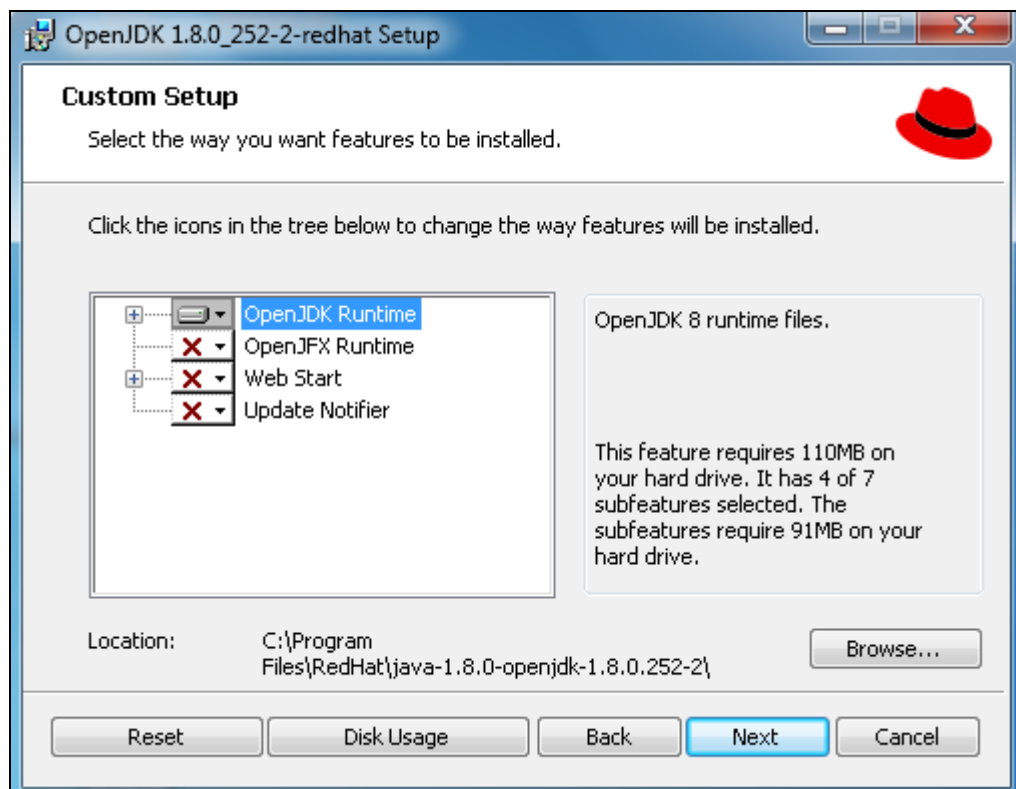 OpenJDK 1.8.0_252-2-redhat Setup
Custom Setup
Select the way you want features to be installed.
Click the icons in the tree below to change the way features will be installed.
OpenJDK Runtime
OpenJFX Runtime
Web Start
Update Notifier
OpenJDK 8 runtime files.
This feature requires 110MB on
your hard drive. It has 4 of 7
subfeatures selected. The
subfeatures require 91MB on your
hard drive.
Location:
C:\Program
Files\RedHat\java-1.8.0-openjdk-1.8.0.252-2\
Browse...
Reset
Disk Usage
Back
Next
Cancel